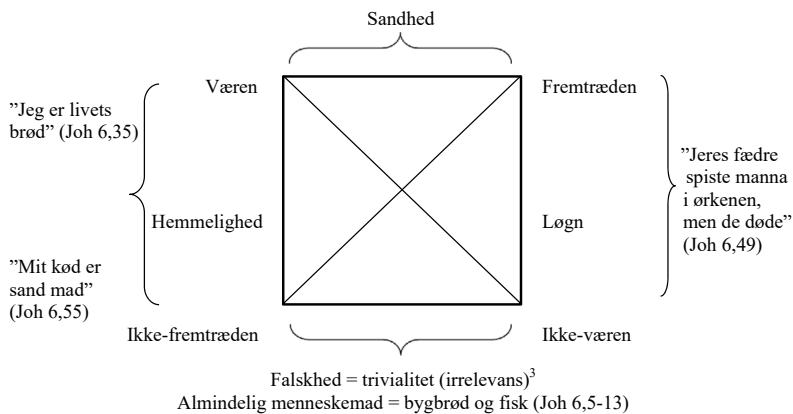 Sandhed
Væren
Fremtræden
”Jeg er livets
brød” (Joh 6,35)
”Jeres fædre
spiste manna
i ørkenen,
men de døde”
(Joh 6,49)
Hemmelighed
Løgn
”Mit kød er
sand mad”
(Joh 6,55)
Ikke-fremtræden
Ikke-væren
Falskhed = trivialitet (irrelevans)³
Almindelig menneskemad = bygbrød og fisk (Joh 6,5-13)